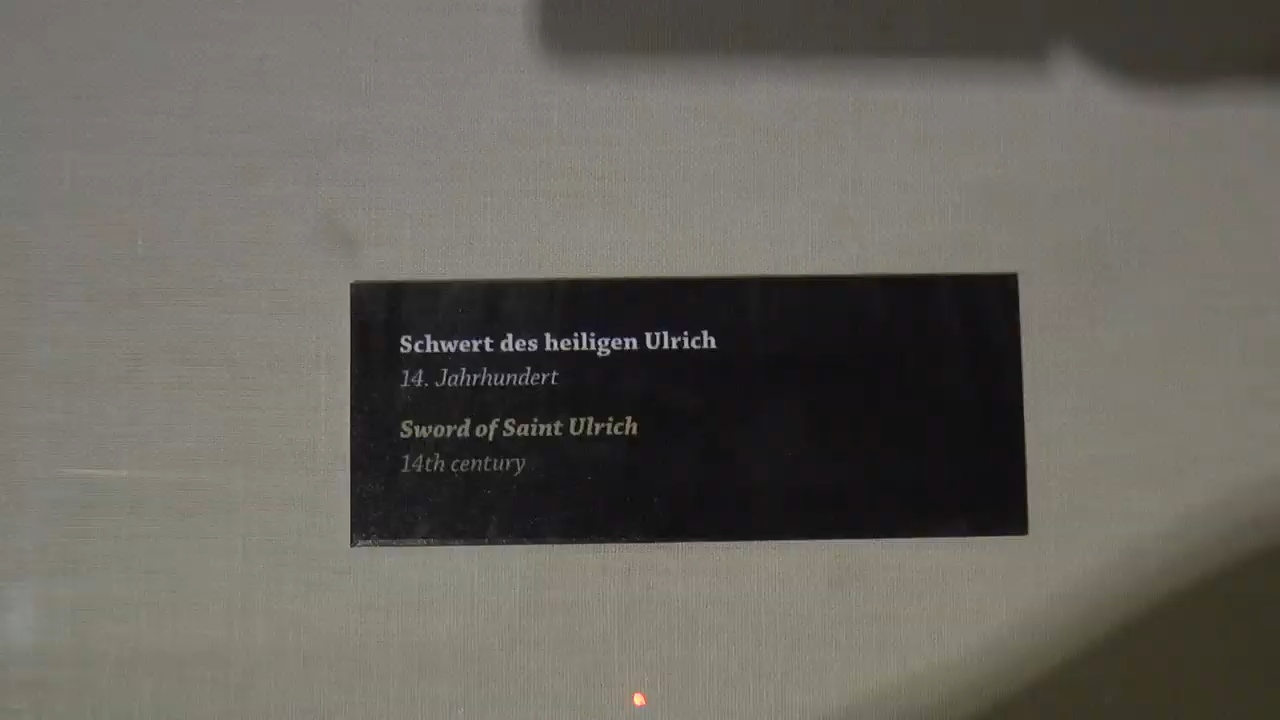 Schwert des heiligen Ulrich
14. Jahrhundert
Sword of Saint Ulrich
14th century